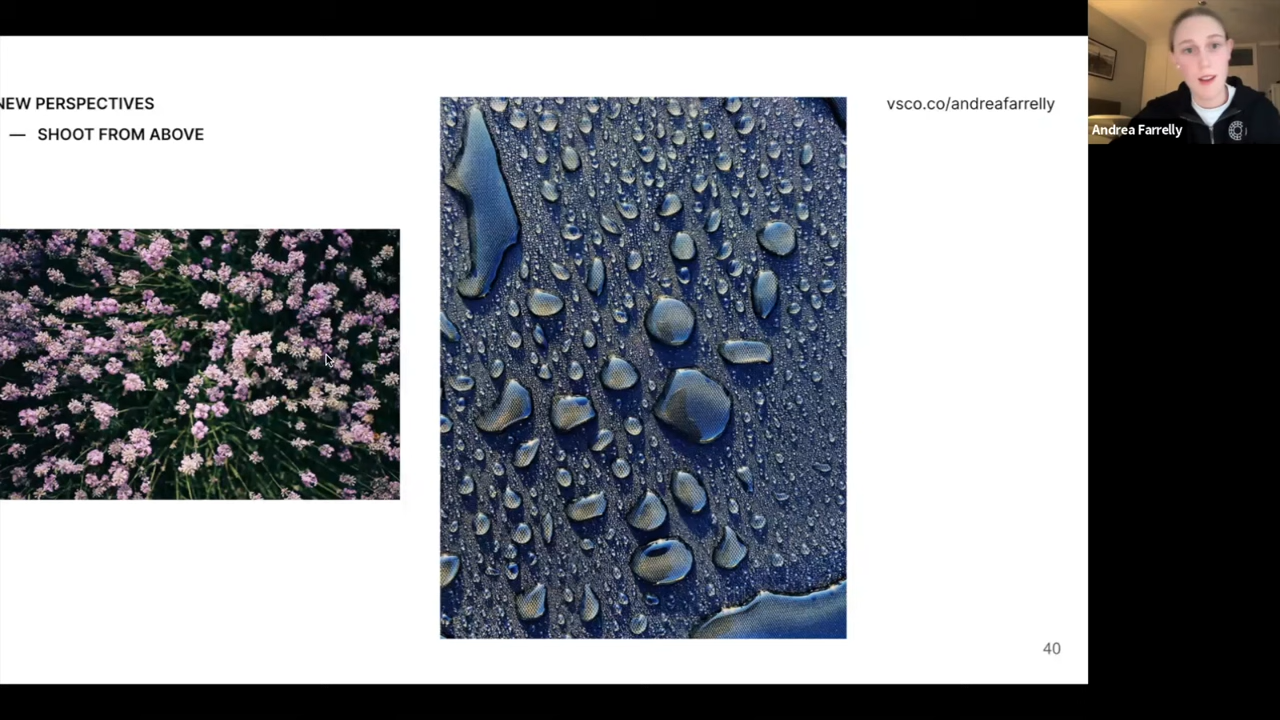 NEW PERSPECTIVES
— SHOOT FROM ABOVE
vsco.co/andreafarrelly
Andrea Farrelly
40